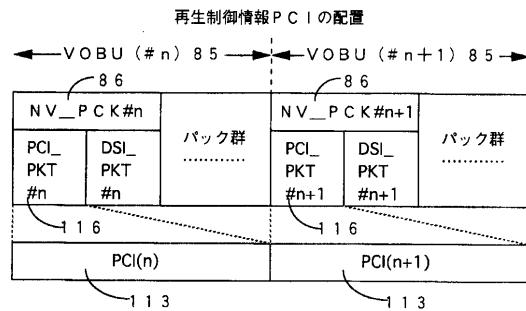 再生制御情報PCIの配置
VOBU(#n)85 VOBU(#n+1)85
86 86
NV__PCK#n パック群 ………… NV__PCK#n+1 パック群 …………
PCI_ DSI_ PCI_ DSI_
PKT PKT PKT PKT
#n #n #n+1 #n+1
116 116
PCI(n) PCI(n+1)
113 113